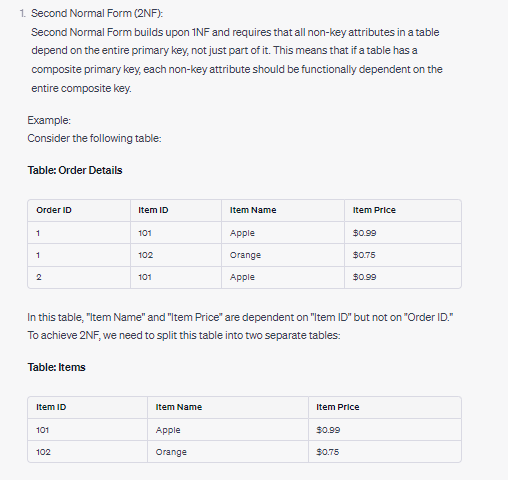 1. Second Normal Form (2NF):
Second Normal Form builds upon 1NF and requires that all non-key attributes in a table
depend on the entire primary key, not just part of it. This means that if a table has a
composite primary key, each non-key attribute should be functionally dependent on the
entire composite key.
Example:
Consider the following table:
Table: Order Details
Order ID Item ID Item Name Item Price
1 101 Apple $0.99
1 102 Orange $0.75
2 101 Apple $0.99
In this table, "Item Name" and "Item Price" are dependent on "Item ID" but not on "Order ID."
To achieve 2NF, we need to split this table into two separate tables:
Table: Items
Item ID Item Name Item Price
101 Apple $0.99
102 Orange $0.75